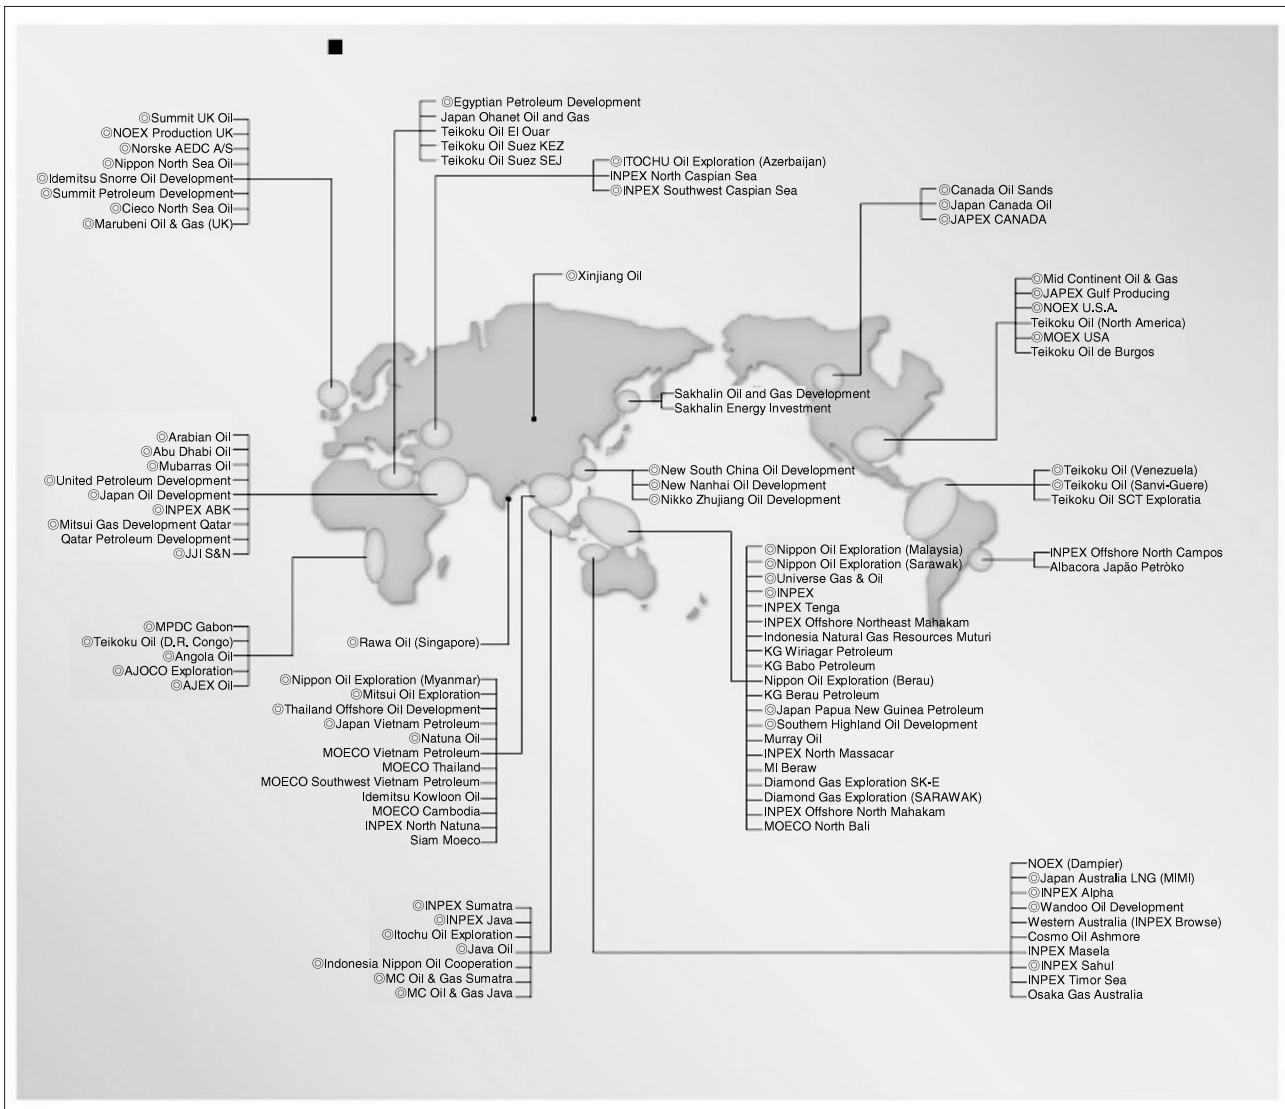 ◎Summit UK Oil
◎NOEX Production UK
◎Norske AEDC A/S
◎Nippon North Sea Oil
◎Idemitsu Snorre Oil Development
◎Summit Petroleum Development
◎Cieco North Sea Oil
◎Marubeni Oil & Gas (UK)
◎Egyptian Petroleum Development
Japan Ohanet Oil and Gas
Teikoku Oil El Ouar
Teikoku Oil Suez KEZ
Teikoku Oil Suez SEJ
◎ITOCHU Oil Exploration (Azerbaijan)
INPEX North Caspian Sea
◎INPEX Southwest Caspian Sea
◎Canada Oil Sands
◎Japan Canada Oil
◎JAPEX CANADA
◎Xinjiang Oil
◎Mid Continent Oil & Gas
◎JAPEX Gulf Producing
◎NOEX U.S.A.
Teikoku Oil (North America)
◎MOEX USA
Teikoku Oil de Burgos
Sakhalin Oil and Gas Development
Sakhalin Energy Investment
◎Arabian Oil
◎Abu Dhabi Oil
◎Mubarras Oil
◎United Petroleum Development
◎Japan Oil Development
◎INPEX ABK
◎Mitsui Gas Development Qatar
Qatar Petroleum Development
◎JJI S&N
◎New South China Oil Development
◎New Nanhai Oil Development
◎Nikko Zhujiang Oil Development
◎Teikoku Oil (Venezuela)
◎Teikoku Oil (Sanvi-Guere)
Teikoku Oil SCT Exploratia
INPEX Offshore North Campos
Albacora Japão Petròko
◎MPDC Gabon
◎Teikoku Oil (D.R. Congo)
◎Angola Oil
◎AJOCO Exploration
◎AJEX Oil
◎Rawa Oil (Singapore)
◎Nippon Oil Exploration (Myanmar)
◎Mitsui Oil Exploration
◎Thailand Offshore Oil Development
◎Japan Vietnam Petroleum
◎Natuna Oil
MOECO Vietnam Petroleum
MOECO Thailand
MOECO Southwest Vietnam Petroleum
Idemitsu Kowloon Oil
MOECO Cambodia
INPEX North Natuna
Siam Moeco
◎Nippon Oil Exploration (Malaysia)
◎Nippon Oil Exploration (Sarawak)
◎Universe Gas & Oil
◎INPEX
INPEX Tenga
INPEX Offshore Northeast Mahakam
Indonesia Natural Gas Resources Muturi
KG Wiriagar Petroleum
KG Babo Petroleum
Nippon Oil Exploration (Berau)
KG Berau Petroleum
◎Japan Papua New Guinea Petroleum
◎Southern Highland Oil Development
Murray Oil
INPEX North Massacar
MI Beraw
Diamond Gas Exploration SK-E
Diamond Gas Exploration (SARAWAK)
INPEX Offshore North Mahakam
MOECO North Bali
◎INPEX Sumatra
◎INPEX Java
◎Itochu Oil Exploration
◎Java Oil
◎Indonesia Nippon Oil Cooperation
◎MC Oil & Gas Sumatra
◎MC Oil & Gas Java
NOEX (Dampier)
◎Japan Australia LNG (MIMI)
◎INPEX Alpha
◎Wandoo Oil Development
Western Australia (INPEX Browse)
Cosmo Oil Ashmore
INPEX Masela
◎INPEX Sahul
INPEX Timor Sea
Osaka Gas Australia